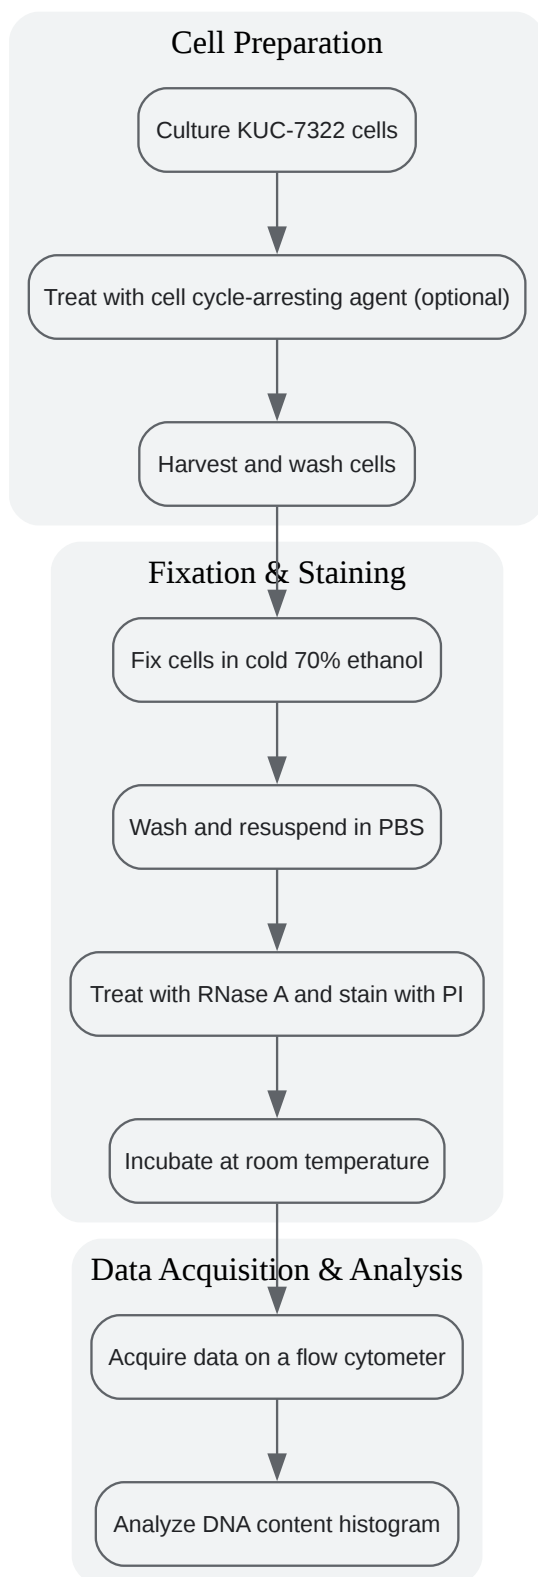 Cell Preparation
Culture KUC-7322 cells
Treat with cell cycle-arresting agent (optional)
Harvest and wash cells
Fixation & Staining
Fix cells in cold 70% ethanol
Wash and resuspend in PBS
Treat with RNase A and stain with PI
Incubate at room temperature
Data Acquisition & Analysis
Acquire data on a flow cytometer
Analyze DNA content histogram